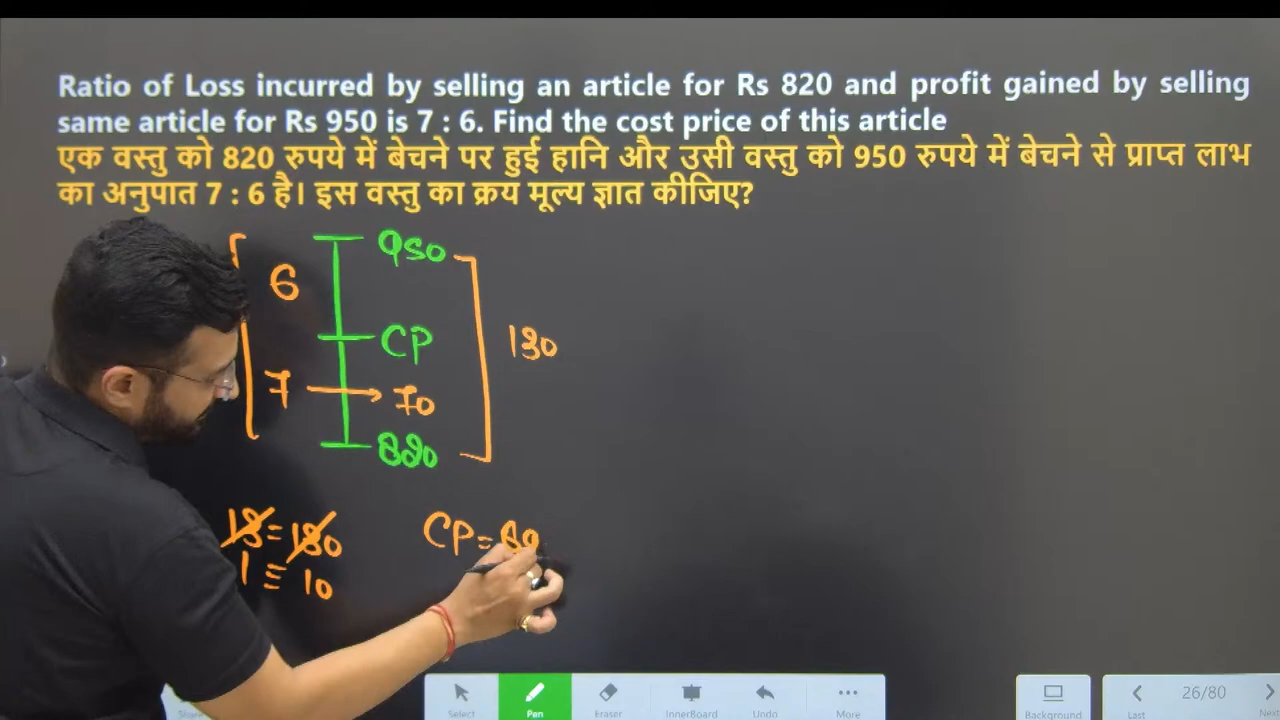 Ratio of Loss incurred by selling an article for Rs 820 and profit gained by selling
same article for Rs 950 is 7 : 6. Find the cost price of this article
एक वस्तु को 820 रुपये में बेचने पर हुई हानि और उसी वस्तु को 950 रुपये में बेचने से प्राप्त लाभ
का अनुपात 7 : 6 है। इस वस्तु का क्रय मूल्य ज्ञात कीजिए?
950
6
CP
130
7
70
820
13 = 130
1 ≡ 10
CP = 82
Select
Pen
Eraser
InnerBoard
Undo
More
Background
Last
26/80
Next
Share